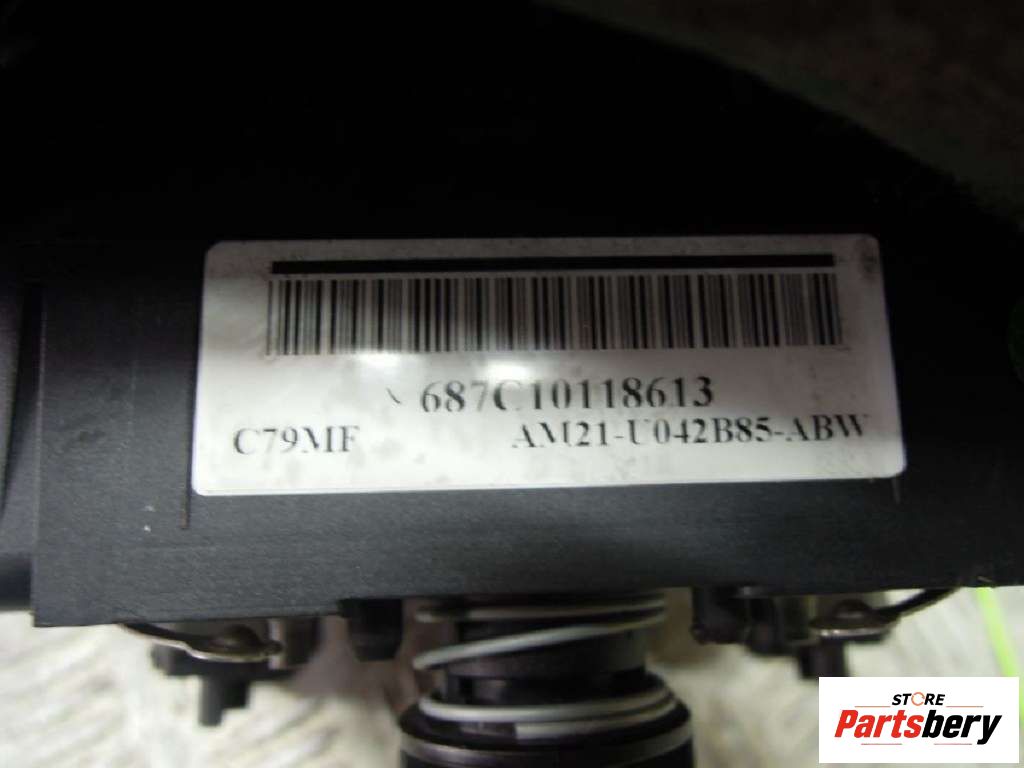 687C10118613
C79MF AM21-U042B85-ABW
STORE
Partsbery